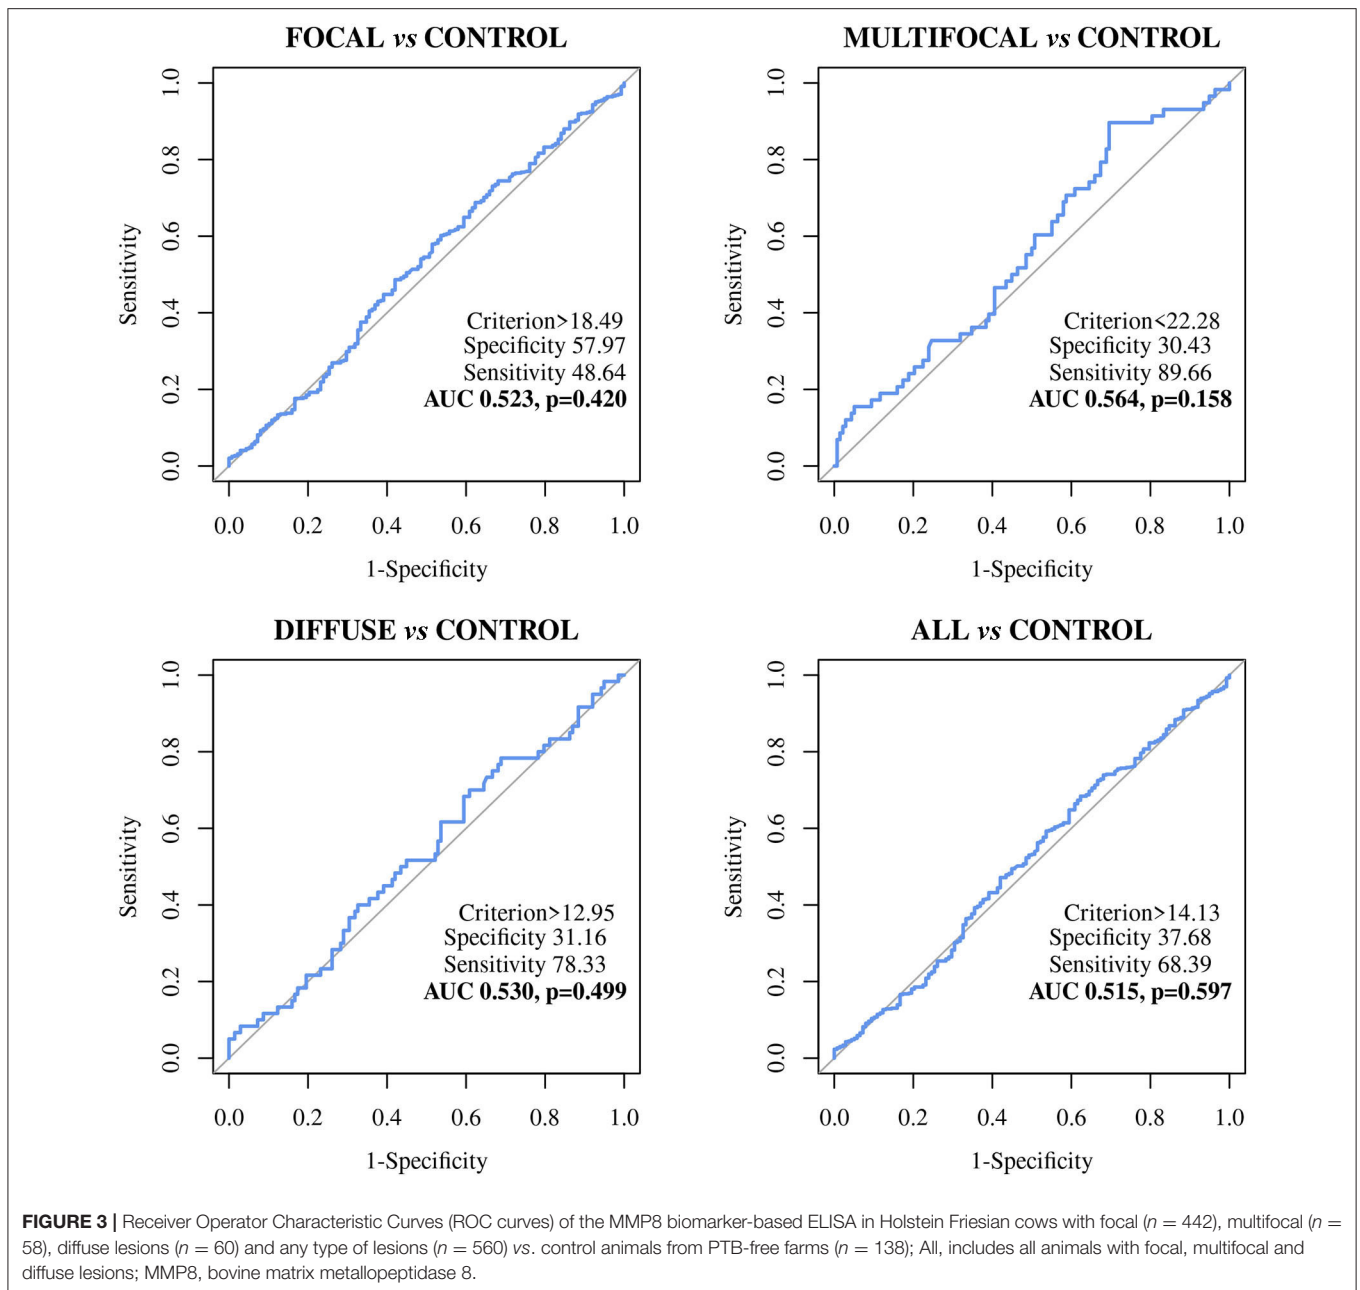 FOCAL vs CONTROL
1.0
0.8
0.6
0.4
0.2
0.0
Sensitivity
Criterion>18.49
Specificity 57.97
Sensitivity 48.64
AUC 0.523, p=0.420
0.0 0.2 0.4 0.6 0.8 1.0
1-Specificity
MULTIFOCAL vs CONTROL
1.0
0.8
0.6
0.4
0.2
0.0
Sensitivity
Criterion<22.28
Specificity 30.43
Sensitivity 89.66
AUC 0.564, p=0.158
0.0 0.2 0.4 0.6 0.8 1.0
1-Specificity
DIFFUSE vs CONTROL
1.0
0.8
0.6
0.4
0.2
0.0
Sensitivity
Criterion>12.95
Specificity 31.16
Sensitivity 78.33
AUC 0.530, p=0.499
0.0 0.2 0.4 0.6 0.8 1.0
1-Specificity
ALL vs CONTROL
1.0
0.8
0.6
0.4
0.2
0.0
Sensitivity
Criterion>14.13
Specificity 37.68
Sensitivity 68.39
AUC 0.515, p=0.597
0.0 0.2 0.4 0.6 0.8 1.0
1-Specificity
FIGURE 3 | Receiver Operator Characteristic Curves (ROC curves) of the MMP8 biomarker-based ELISA in Holstein Friesian cows with focal (n = 442), multifocal (n =
58), diffuse lesions (n = 60) and any type of lesions (n = 560) vs. control animals from PTB-free farms (n = 138); All, includes all animals with focal, multifocal and
diffuse lesions; MMP8, bovine matrix metallopeptidase 8.